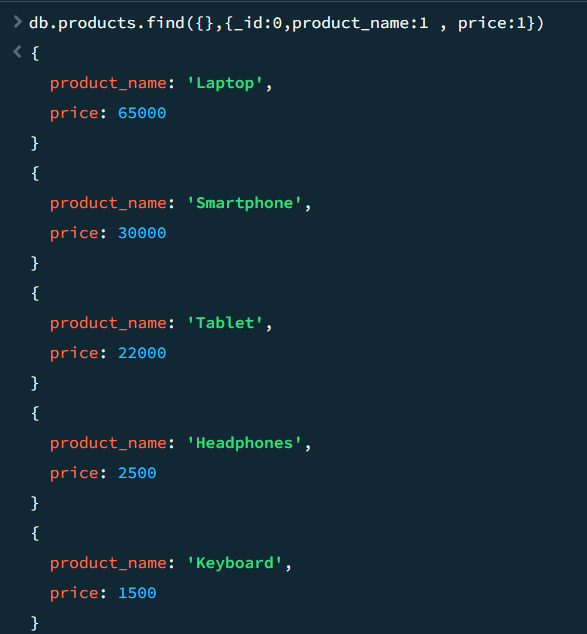 > db.products.find({},{_id:0,product_name:1 , price:1})
< {
product_name: 'Laptop',
price: 65000
}
{
product_name: 'Smartphone',
price: 30000
}
{
product_name: 'Tablet',
price: 22000
}
{
product_name: 'Headphones',
price: 2500
}
{
product_name: 'Keyboard',
price: 1500
}